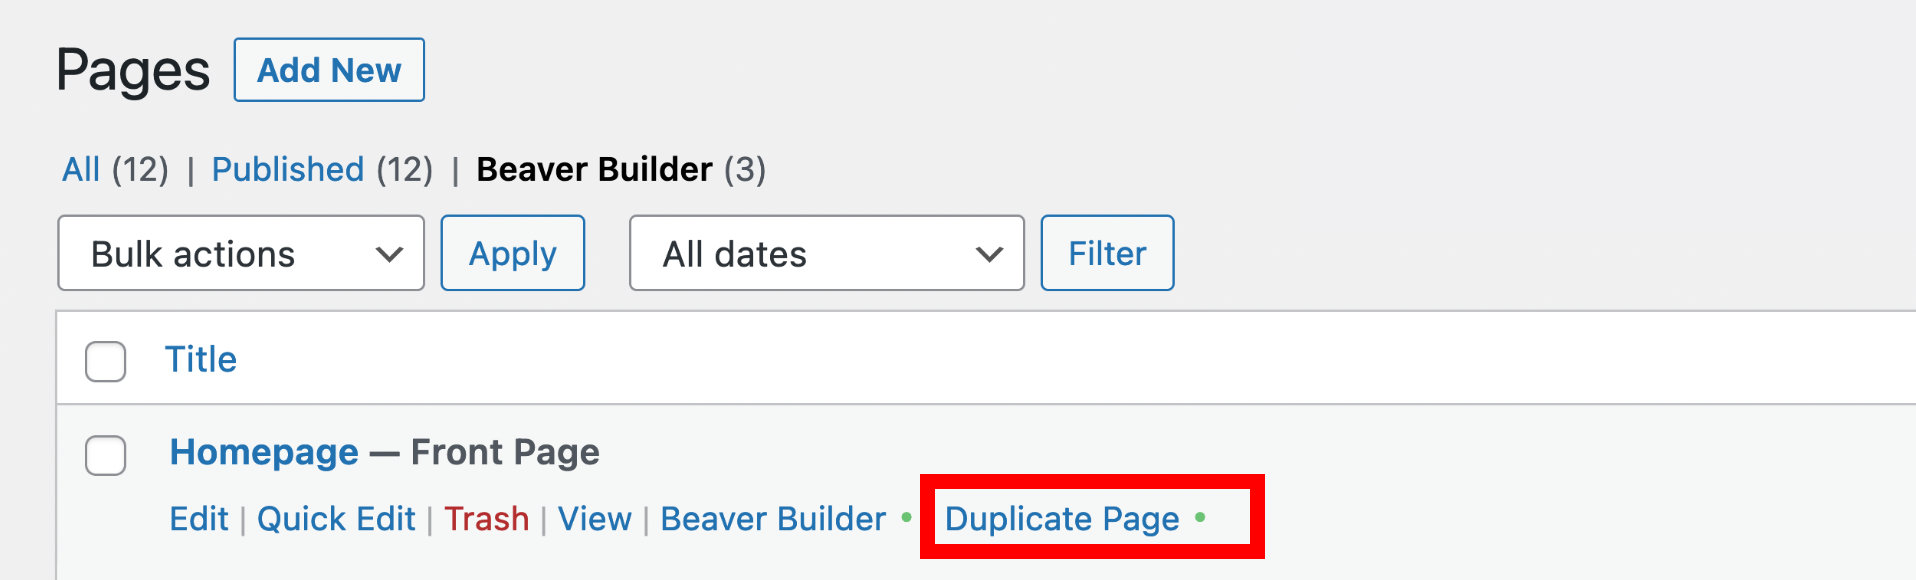 Pages Add New
All (12) | Published (12) | Beaver Builder (3)
Bulk actions Apply All dates Filter
Title
Homepage — Front Page
Edit | Quick Edit | Trash | View | Beaver Builder • Duplicate Page •